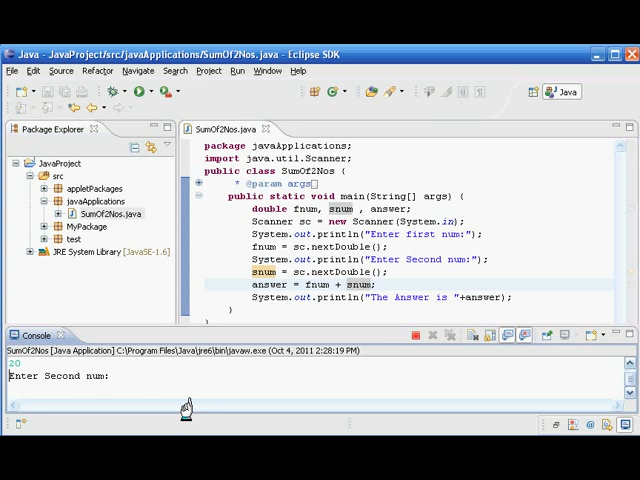 Java - JavaProject/src/javaApplications/SumOf2Nos.java - Eclipse SDK
File Edit Source Refactor Navigate Search Project Run Window Help
Java
Package Explorer
SumOf2Nos.java
JavaProject
src
appletPackages
javaApplications
SumOf2Nos.java
MyPackage
test
JRE System Library [JavaSE-1.6]
package javaApplications;
import java.util.Scanner;
public class SumOf2Nos {
* @param args
public static void main(String[] args) {
double fnum, snum , answer;
Scanner sc = new Scanner(System.in);
System.out.println("Enter first num:");
fnum = sc.nextDouble();
System.out.println("Enter Second num:");
snum = sc.nextDouble();
answer = fnum + snum;
System.out.println("The Answer is "+answer);
}
Console
SumOf2Nos [Java Application] C:\Program Files\Java\jre6\bin\javaw.exe (Oct 4, 2011 2:28:19 PM)
20
Enter Second num: